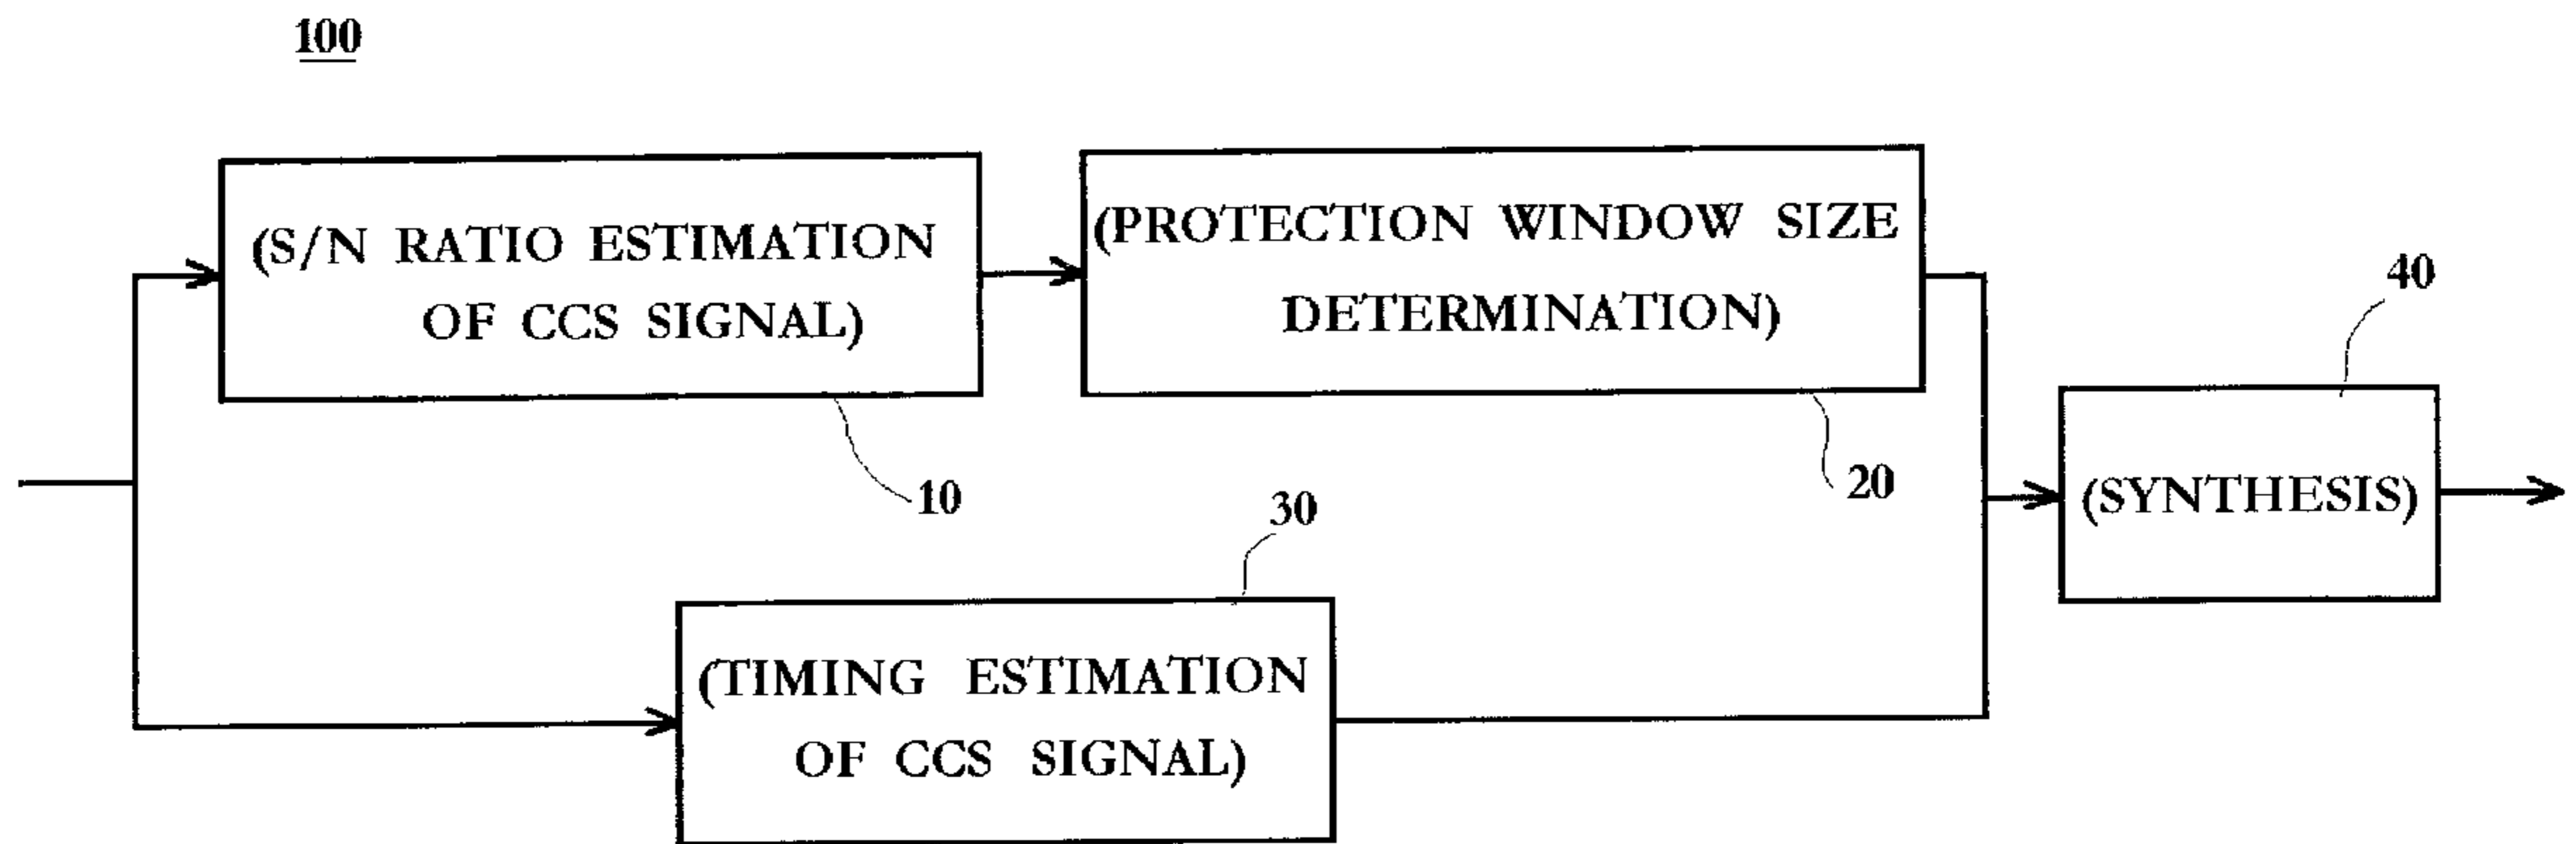 100
(S/N RATIO ESTIMATION
OF CCS SIGNAL)
10
(PROTECTION WINDOW SIZE
DETERMINATION)
20
30
(TIMING ESTIMATION
OF CCS SIGNAL)
40
(SYNTHESIS)